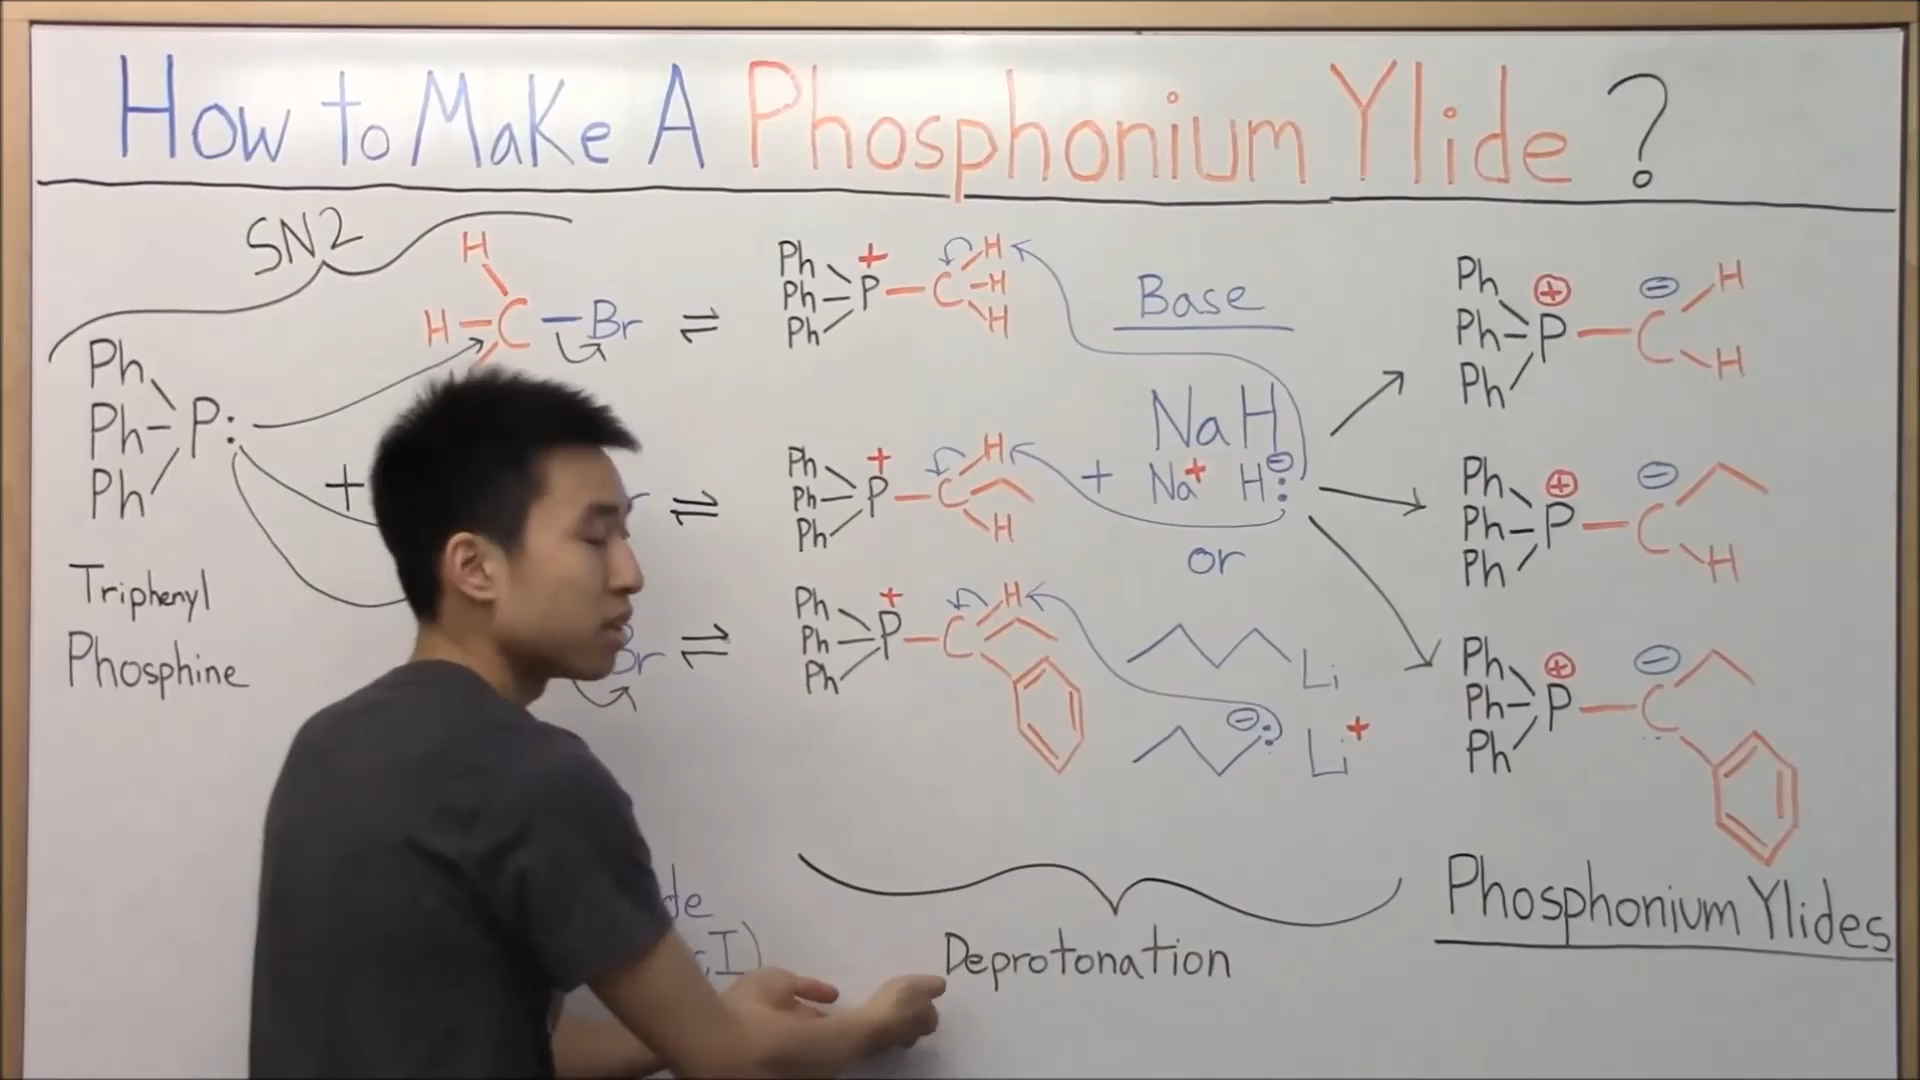 How to Make A Phosphonium Ylide ?
SN2
H
H C Br
Ph
Ph P:
Ph
+
Triphenyl
Phosphine
⇌
⇌
⇌
Ph +
Ph P C H
Ph H
H
Ph +
Ph P C H
Ph H
Ph +
Ph P C H
Ph
Base
NaH
+ Na+ H:⊖
or
Li
⊖: Li+
Deprotonation
Ph ⊕ ⊖ H
Ph P C
Ph H
Ph ⊕ ⊖
Ph P C
Ph H
Ph ⊕ ⊖
Ph P C
Ph
Phosphonium Ylides
I)